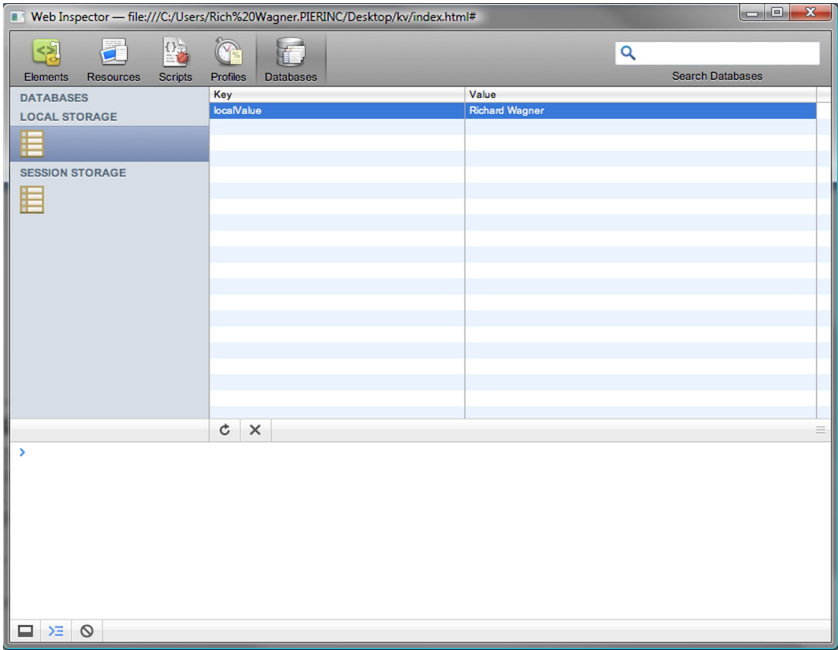 Web Inspector — file:///C:/Users/Rich%20Wagner.PIERINC/Desktop/kv/index.html#
Elements Resources Scripts Profiles Databases Search Databases
DATABASES
LOCAL STORAGE
SESSION STORAGE
Key Value
localValue Richard Wagner